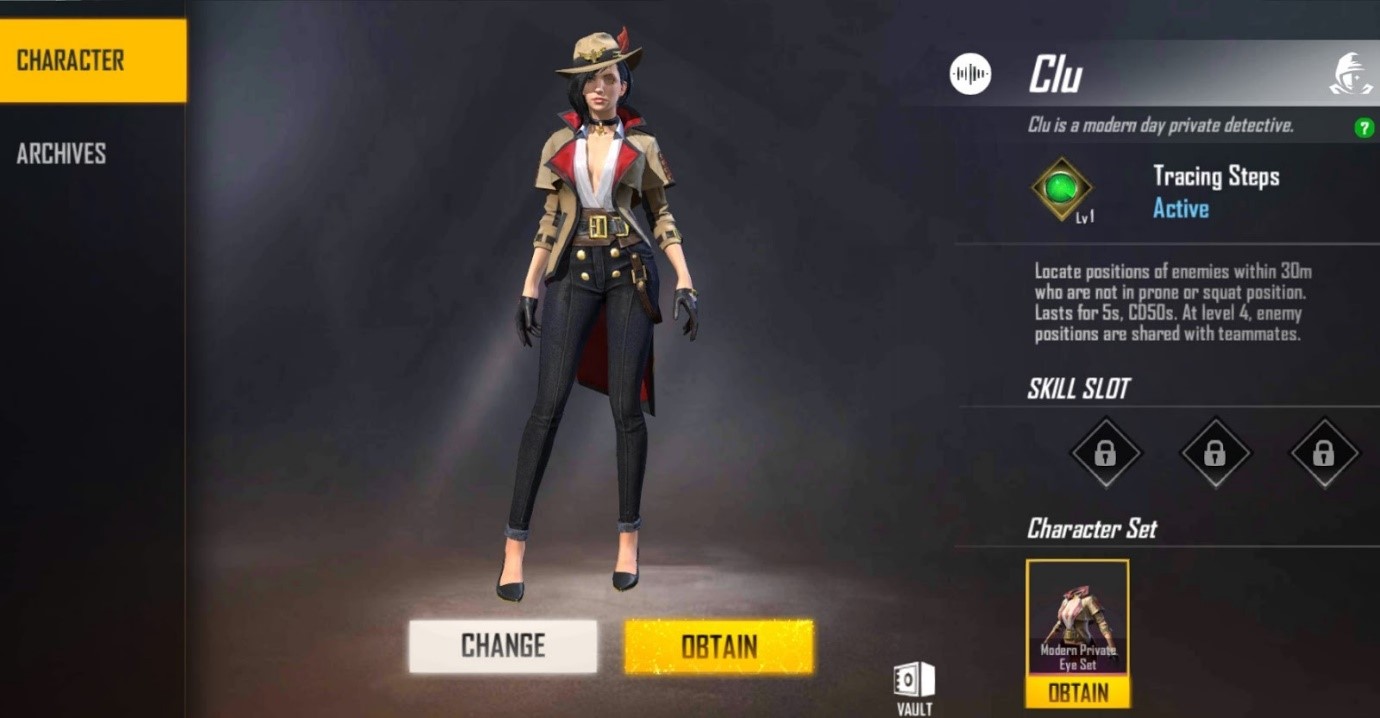 CHARACTER
ARCHIVES
Clu
Clu is a modern day private detective.
?
Tracing Steps
Lv1
Active
Locate positions of enemies within 30m
who are not in prone or squat position.
Lasts for 5s, CD50s. At level 4, enemy
positions are shared with teammates.
SKILL SLOT
Character Set
Modern Private
Eye Set
OBTAIN
CHANGE
OBTAIN
VAULT